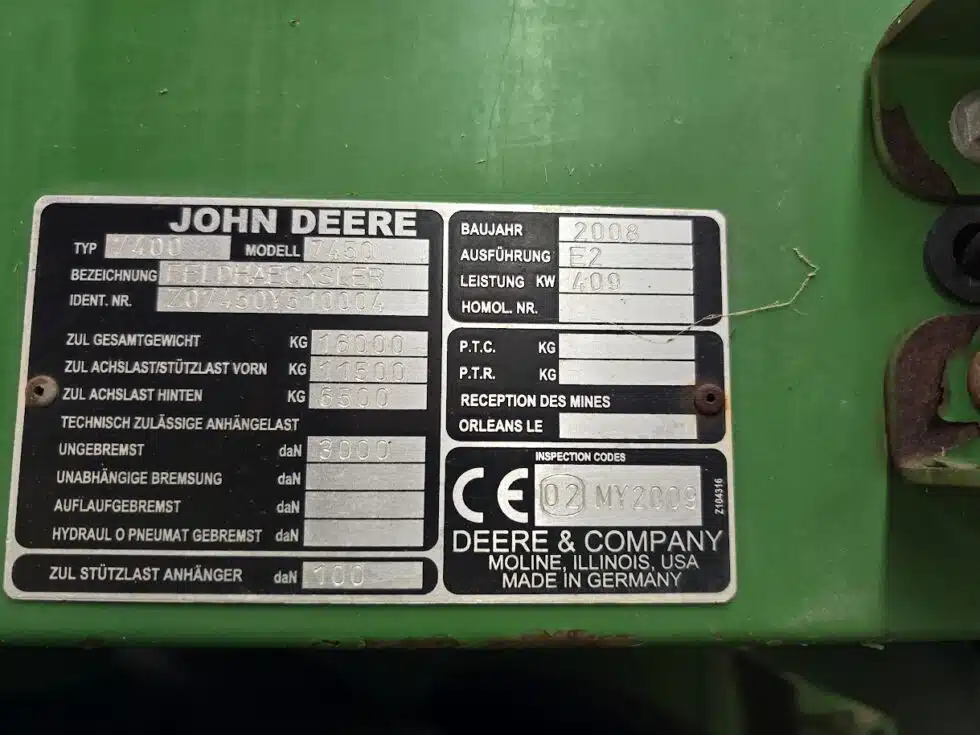 JOHN DEERE
TYP 7400 MODELL 7450
BEZEICHNUNG FELDHAECKSLER
IDENT. NR. Z07450Y510004
ZUL GESAMTGEWICHT KG 16000
ZUL ACHSLAST/STÜTZLAST VORN KG 11500
ZUL ACHSLAST HINTEN KG 6500
TECHNISCH ZULÄSSIGE ANHÄNGELAST
UNGEBREMST daN 3000
UNABHÄNGIGE BREMSUNG daN
AUFLAUFGEBREMST daN
HYDRAUL O PNEUMAT GEBREMST daN
ZUL STÜTZLAST ANHÄNGER daN 100
BAUJAHR 2008
AUSFÜHRUNG E2
LEISTUNG KW 409
HOMOL. NR.
P.T.C. KG
P.T.R. KG
RECEPTION DES MINES
ORLEANS LE
INSPECTION CODES
CE 02 MY2009
Z104316
DEERE & COMPANY
MOLINE, ILLINOIS, USA
MADE IN GERMANY